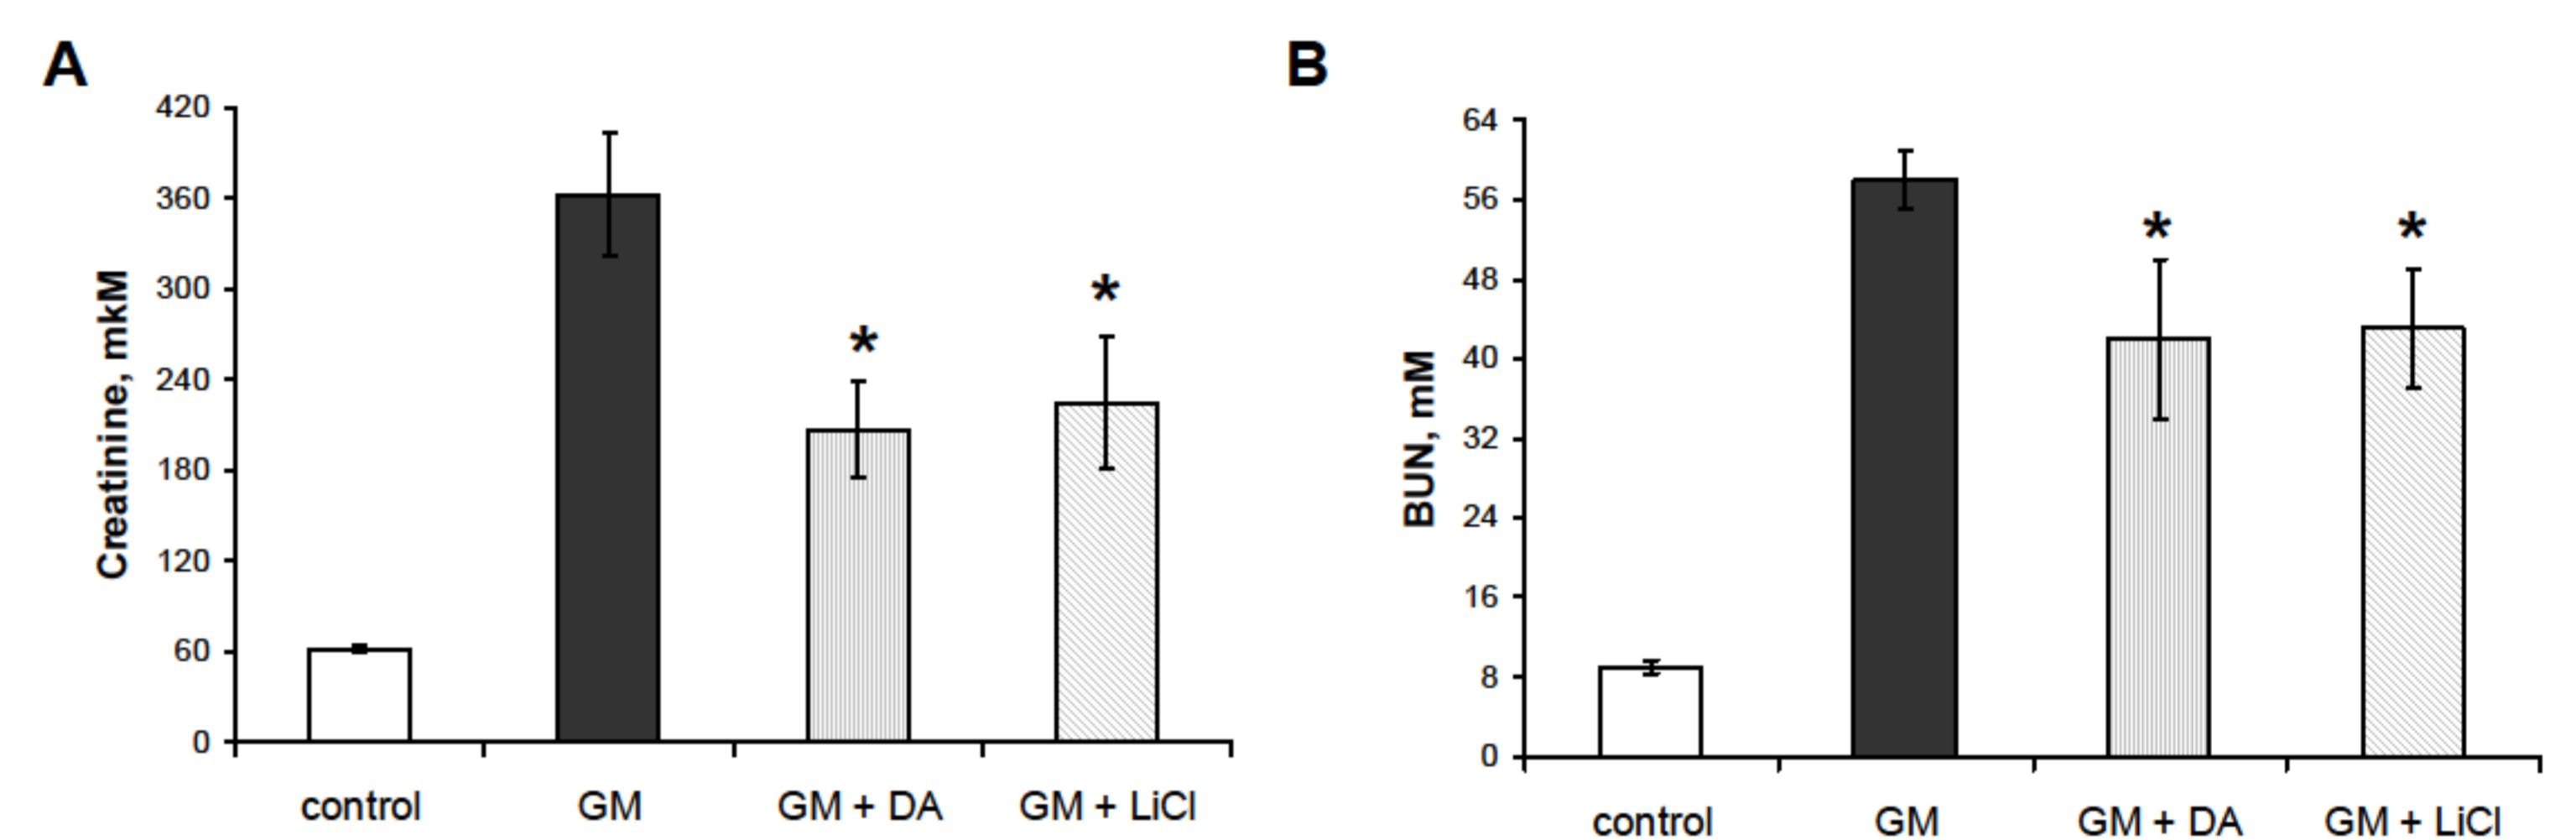 A
420
360
300
240
180
120
60
0
Creatinine, mkM
*
*
control
GM
GM + DA
GM + LiCl
B
64
56
48
40
32
24
16
8
0
BUN, mM
*
*
control
GM
GM + DA
GM + LiCl